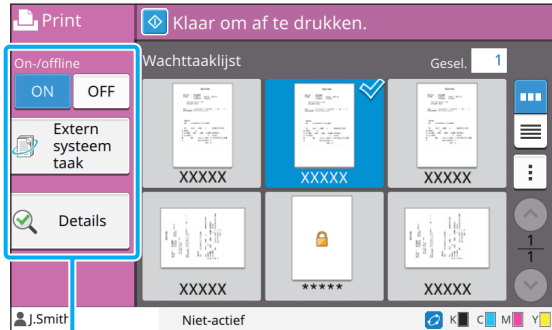 Print
Klaar om af te drukken.
On-/offline
ON OFF
Extern
systeem
taak
Details
Wachttaaklijst
Gesel. 1
XXXXX XXXXX XXXXX
XXXXX ***** XXXXX
1
1
J.Smith
Niet-actief
K C M Y